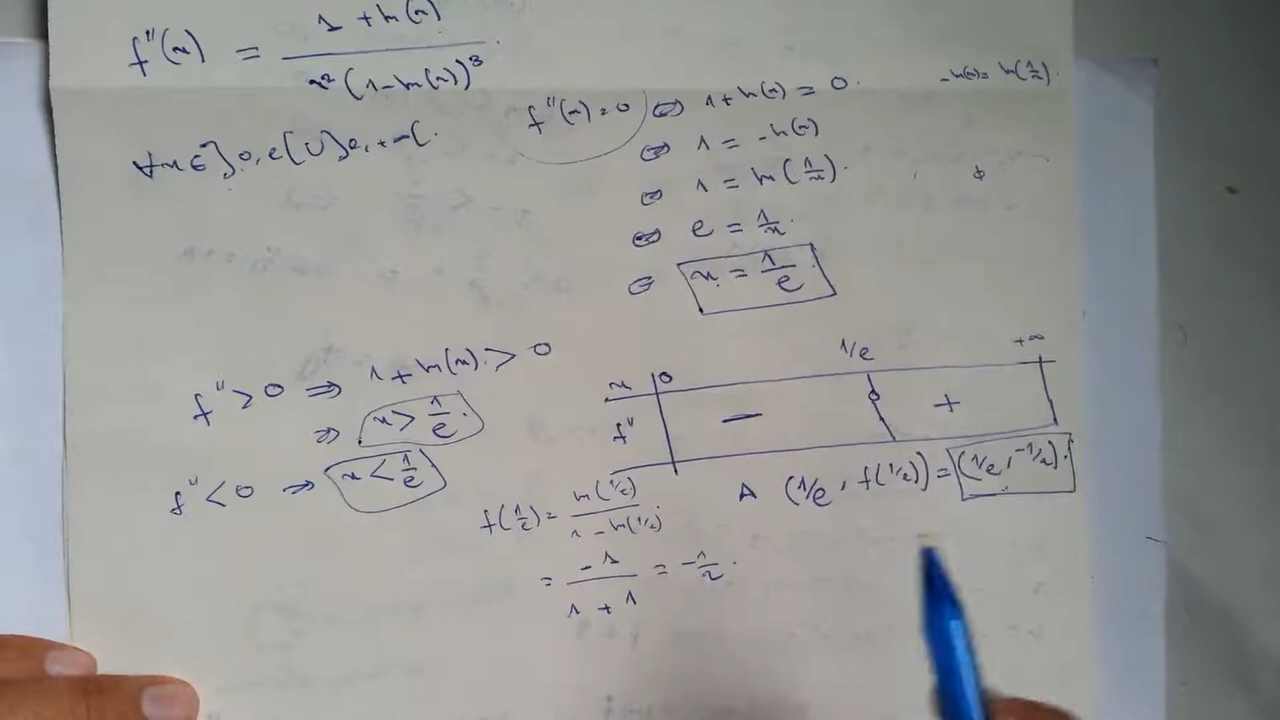 f''(x) = (1 + ln(x)) / (x² (1 - ln(x))³)
-ln(x) = ln(1/x).
f''(x) = 0 ⇔ 1 + ln(x) = 0.
∀x ∈ ]0, e[ ∪ ]e, +∞[.
⇔ 1 = -ln(x)
⇔ 1 = ln(1/x).
⇔ e = 1/x.
⇔ x = 1/e.
f'' > 0 ⇒ 1 + ln(x) > 0
⇒ x > 1/e.
f'' < 0 ⇒ x < 1/e
x 0 1/e +∞
f'' − 0 +
A (1/e, f(1/e)) = (1/e, -1/2).
f(1/e) = ln(1/e) / (1 - ln(1/e))
= -1 / (1 + 1) = -1/2.